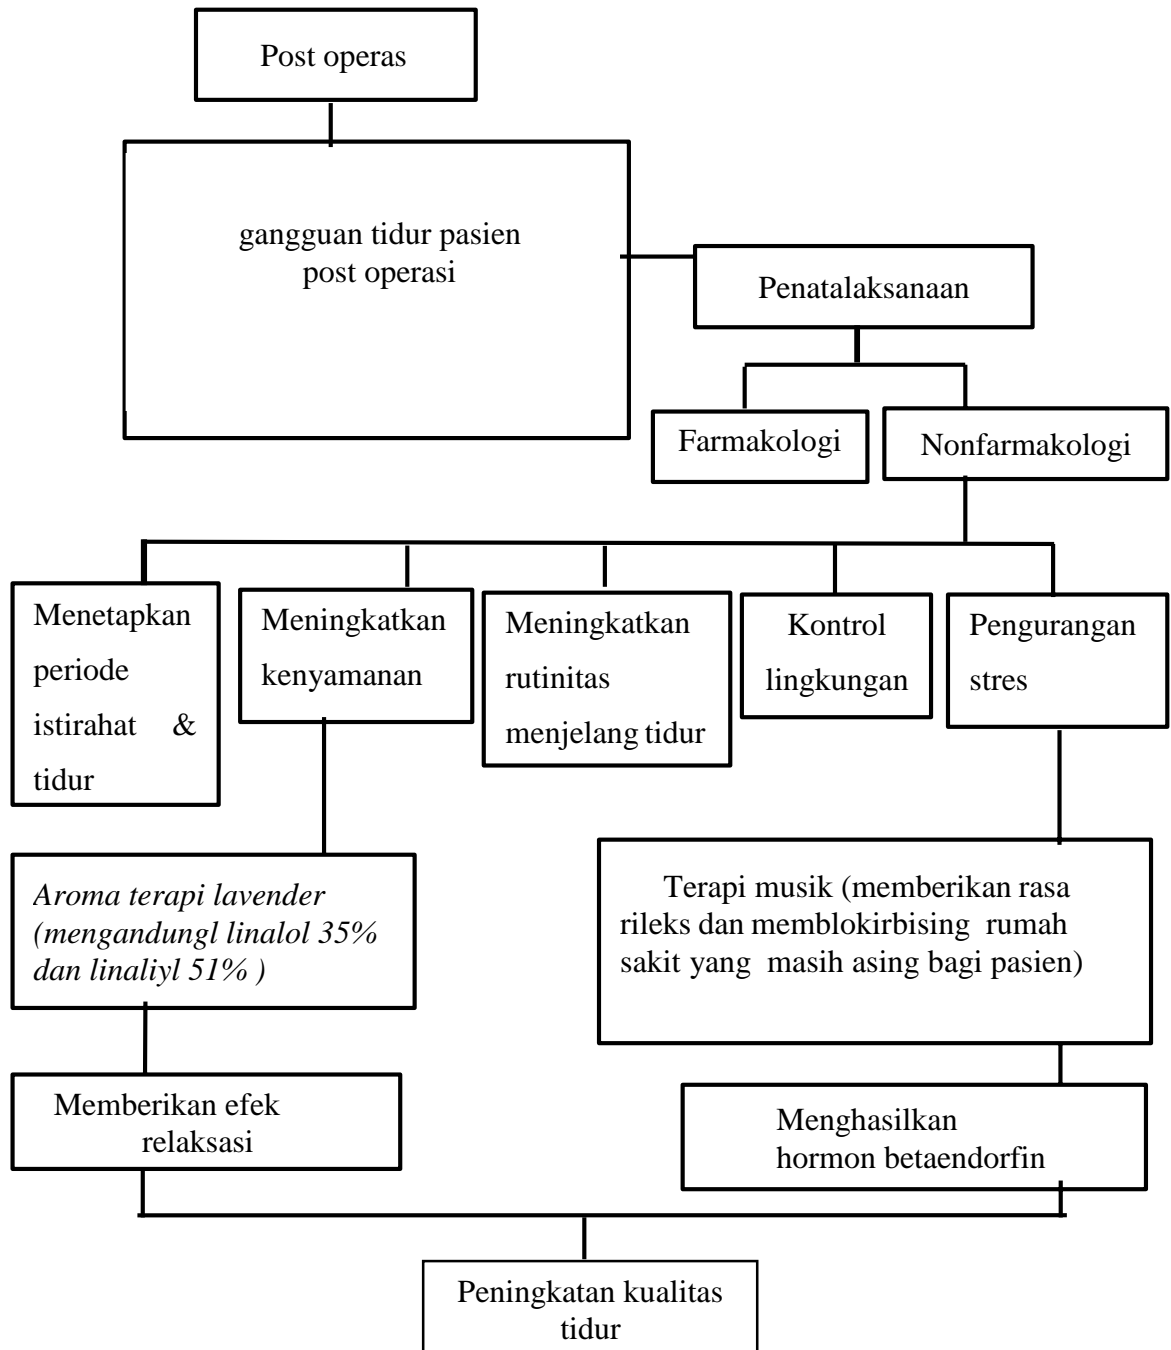 Post operas
gangguan tidur pasien
post operasi
Penatalaksanaan
Farmakologi
Nonfarmakologi
Menetapkan
periode
istirahat &
tidur
Meningkatkan
kenyamanan
Meningkatkan
rutinitas
menjelang tidur
Kontrol
lingkungan
Pengurangan
stres
Aroma terapi lavender
(mengandungl linalol 35%
dan linaliyl 51% )
Terapi musik (memberikan rasa
rileks dan memblokirbising rumah
sakit yang masih asing bagi pasien)
Memberikan efek
relaksasi
Menghasilkan
hormon betaendorfin
Peningkatan kualitas
tidur